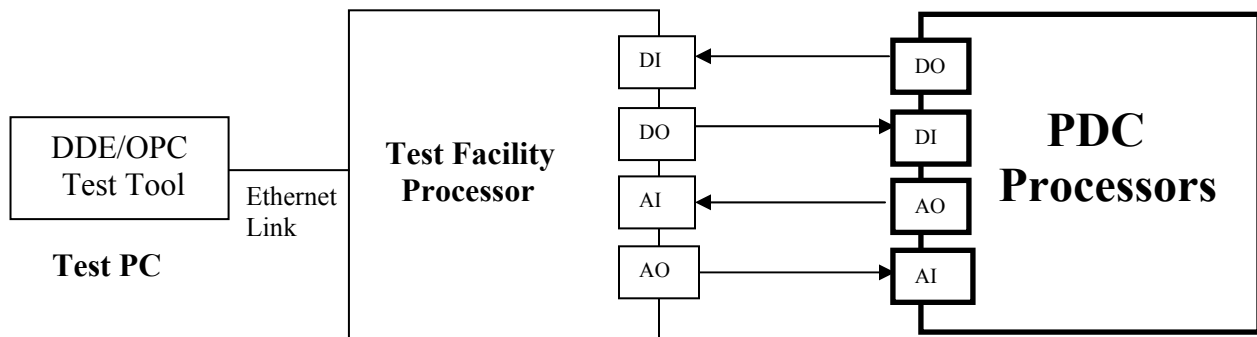 DDE/OPC
Test Tool
Test PC
Ethernet
Link
Test Facility
Processor
DI
DO
AI
AO
DO
DI
AO
AI
PDC
Processors